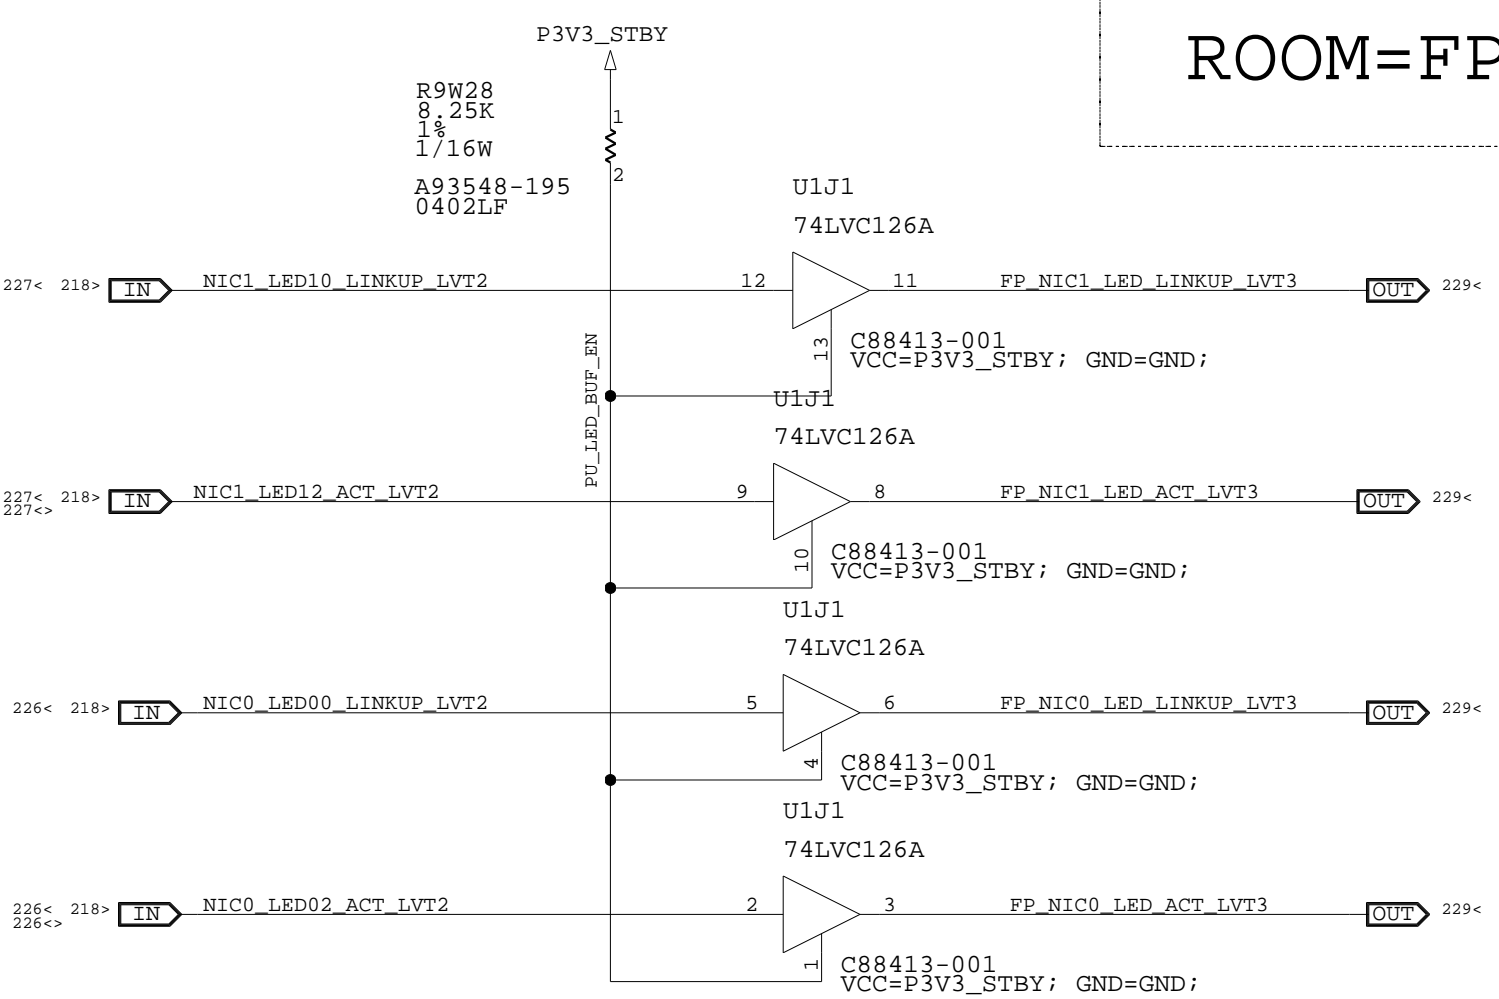 P3V3_STBY
ROOM=FP
R9W28
8.25K
1%
1/16W
A93548-195
0402LF
1
2
U1J1
74LVC126A
227< 218> IN NIC1_LED10_LINKUP_LVT2 12 11 FP_NIC1_LED_LINKUP_LVT3 OUT 229<
13
C88413-001
VCC=P3V3_STBY; GND=GND;
PU_LED_BUF_EN
U1J1
74LVC126A
227< 218> IN NIC1_LED12_ACT_LVT2 9 8 FP_NIC1_LED_ACT_LVT3 OUT 229<
227<>
10
C88413-001
VCC=P3V3_STBY; GND=GND;
U1J1
74LVC126A
226< 218> IN NIC0_LED00_LINKUP_LVT2 5 6 FP_NIC0_LED_LINKUP_LVT3 OUT 229<
4
C88413-001
VCC=P3V3_STBY; GND=GND;
U1J1
74LVC126A
226< 218> IN NIC0_LED02_ACT_LVT2 2 3 FP_NIC0_LED_ACT_LVT3 OUT 229<
226<>
1
C88413-001
VCC=P3V3_STBY; GND=GND;